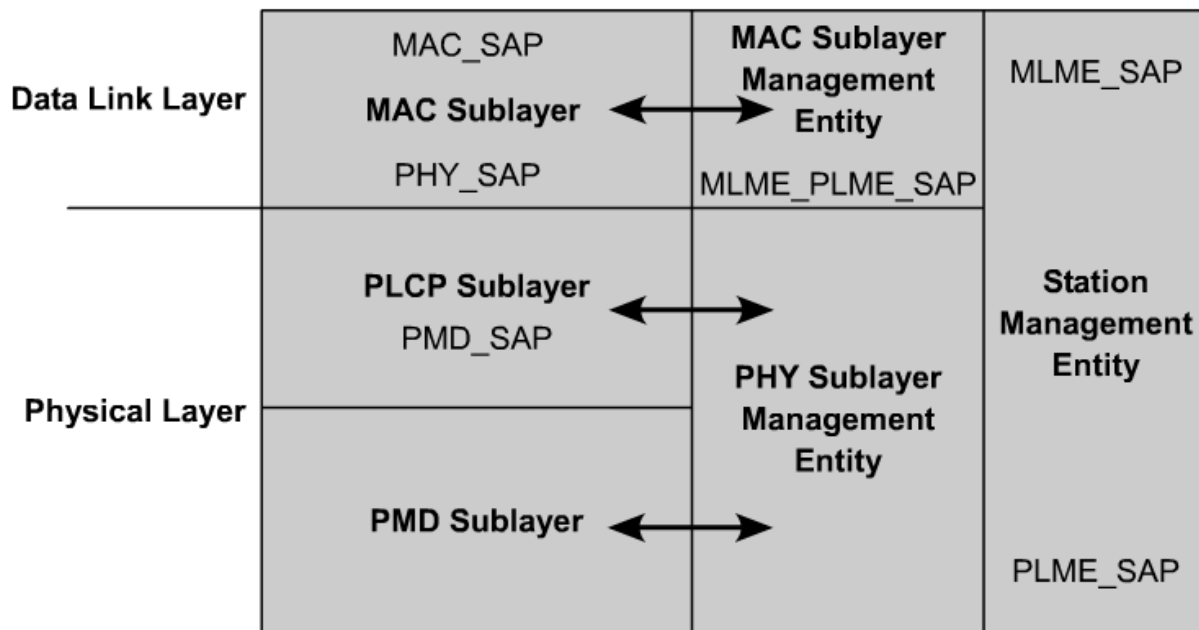 Data Link Layer
MAC_SAP
MAC Sublayer
PHY_SAP
MAC Sublayer
Management
Entity
MLME_PLME_SAP
MLME_SAP
Physical Layer
PLCP Sublayer
PMD_SAP
PMD Sublayer
PHY Sublayer
Management
Entity
Station
Management
Entity
PLME_SAP